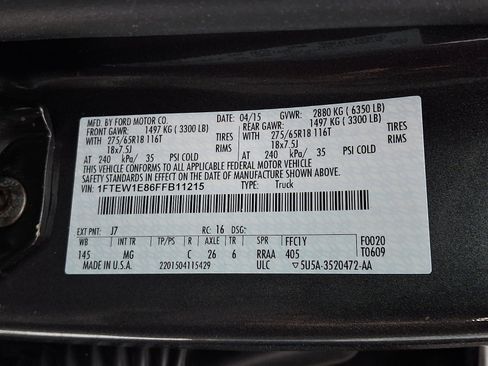 MFD. BY FORD MOTOR CO. DATE: 04/15 GVWR: 2880 KG ( 6350 LB)
FRONT GAWR: 1497 KG ( 3300 LB) REAR GAWR: 1497 KG ( 3300 LB)
WITH 275/65R18 116T TIRES WITH 275/65R18 116T TIRES
18x7.5J RIMS 18x7.5J RIMS
AT 240 kPa/ 35 PSI COLD AT 240 kPa/ 35 PSI COLD
THIS VEHICLE CONFORMS TO ALL APPLICABLE FEDERAL MOTOR VEHICLE
SAFETY STANDARDS IN EFFECT ON THE DATE OF MANUFACTURE SHOWN ABOVE.
VIN: 1FTEW1E86FFB11215 TYPE: Truck
EXT PNT: J7 RC: 16 DSG:
WB INT TR TP/PS R AXLE TR SPR FFC1Y F0020
145 MG C 26 6 RRAA 405 T0609
MADE IN U.S.A. 2201504115429 ULC ▽5U5A-3520472-AA